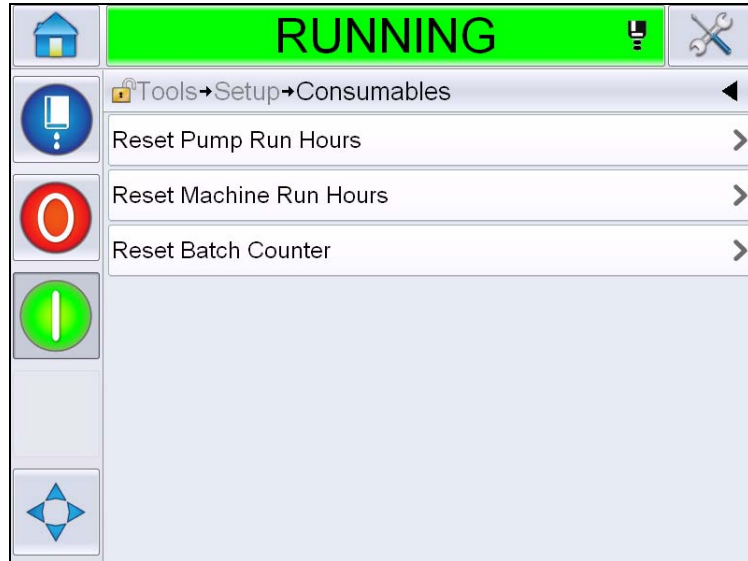 RUNNING
Tools→Setup→Consumables
Reset Pump Run Hours
Reset Machine Run Hours
Reset Batch Counter